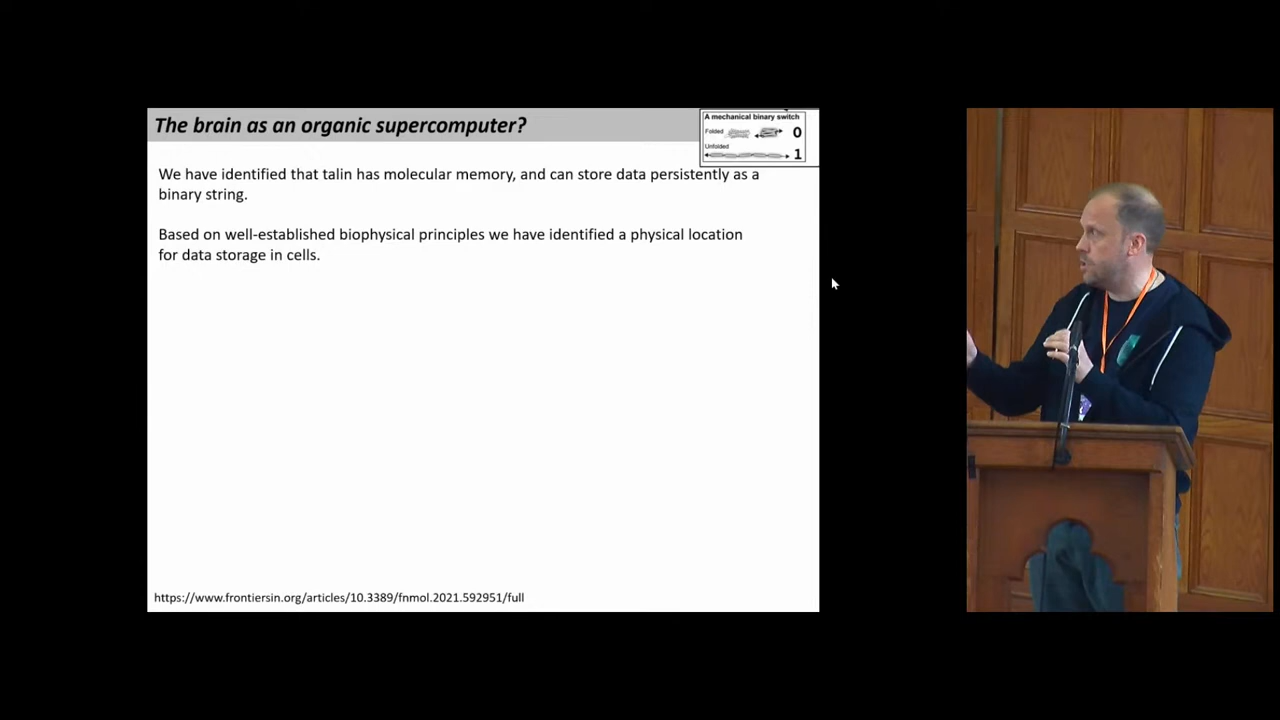 The brain as an organic supercomputer?
A mechanical binary switch
Folded 0
Unfolded 1
We have identified that talin has molecular memory, and can store data persistently as a
binary string.
Based on well-established biophysical principles we have identified a physical location
for data storage in cells.
https://www.frontiersin.org/articles/10.3389/fnmol.2021.592951/full